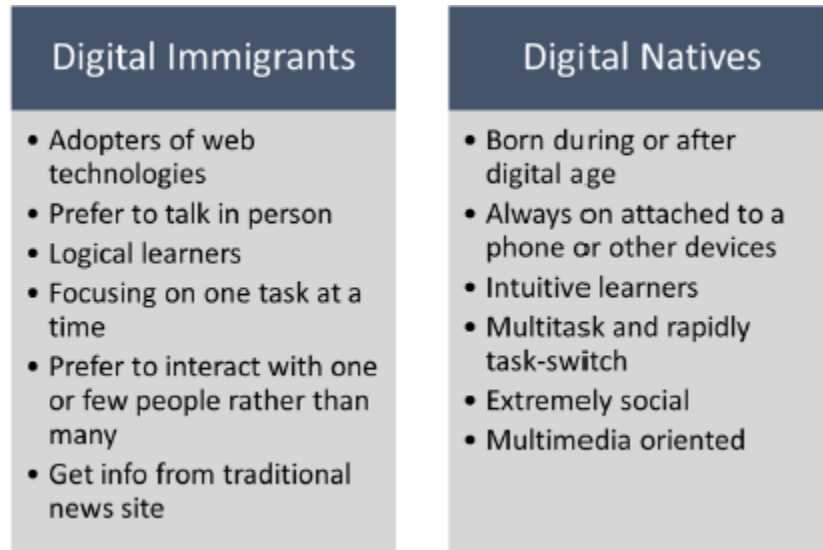 Digital Immigrants
• Adopters of web
technologies
• Prefer to talk in person
• Logical learners
• Focusing on one task at a
time
• Prefer to interact with one
or few people rather than
many
• Get info from traditional
news site
Digital Natives
• Born during or after
digital age
• Always on attached to a
phone or other devices
• Intuitive learners
• Multitask and rapidly
task-switch
• Extremely social
• Multimedia oriented